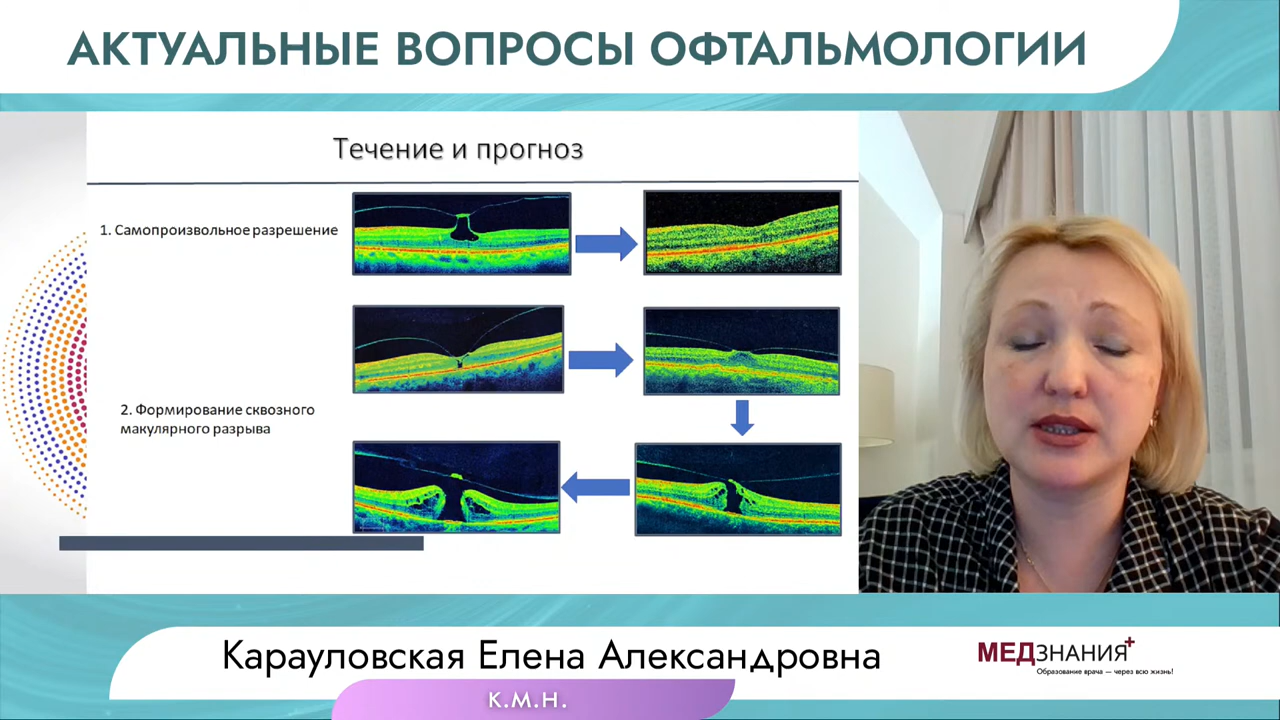 АКТУАЛЬНЫЕ ВОПРОСЫ ОФТАЛЬМОЛОГИИ
Течение и прогноз
1. Самопроизвольное разрешение
2. Формирование сквозного
макулярного разрыва
Карауловская Елена Александровна
к.м.н.
МЕДЗНАНИЯ+
Образование врача — через всю жизнь!